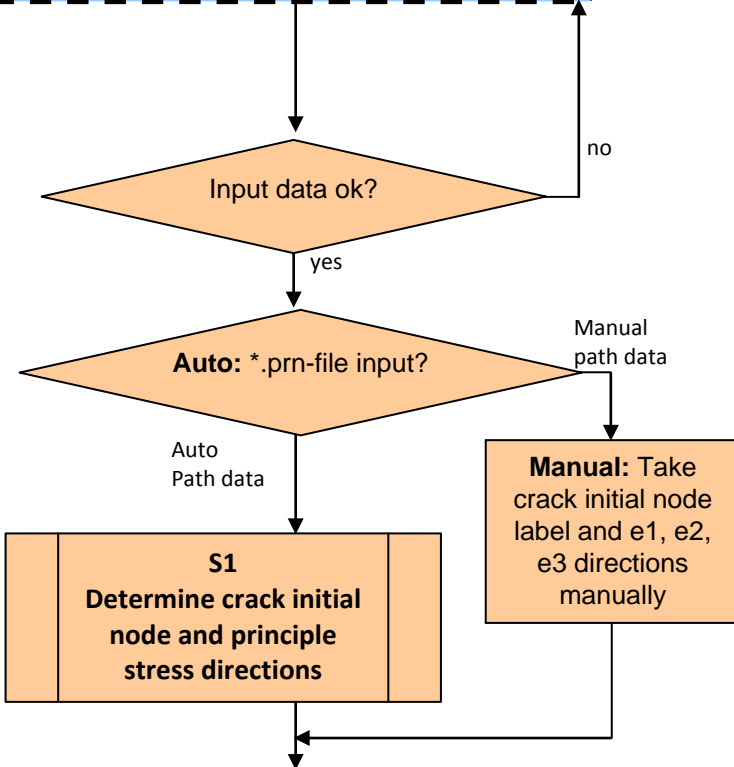 no
Input data ok?
yes
Auto: *.prn-file input?
Manual
path data
Auto
Path data
Manual: Take
crack initial node
label and e1, e2,
e3 directions
manually
S1
Determine crack initial
node and principle
stress directions